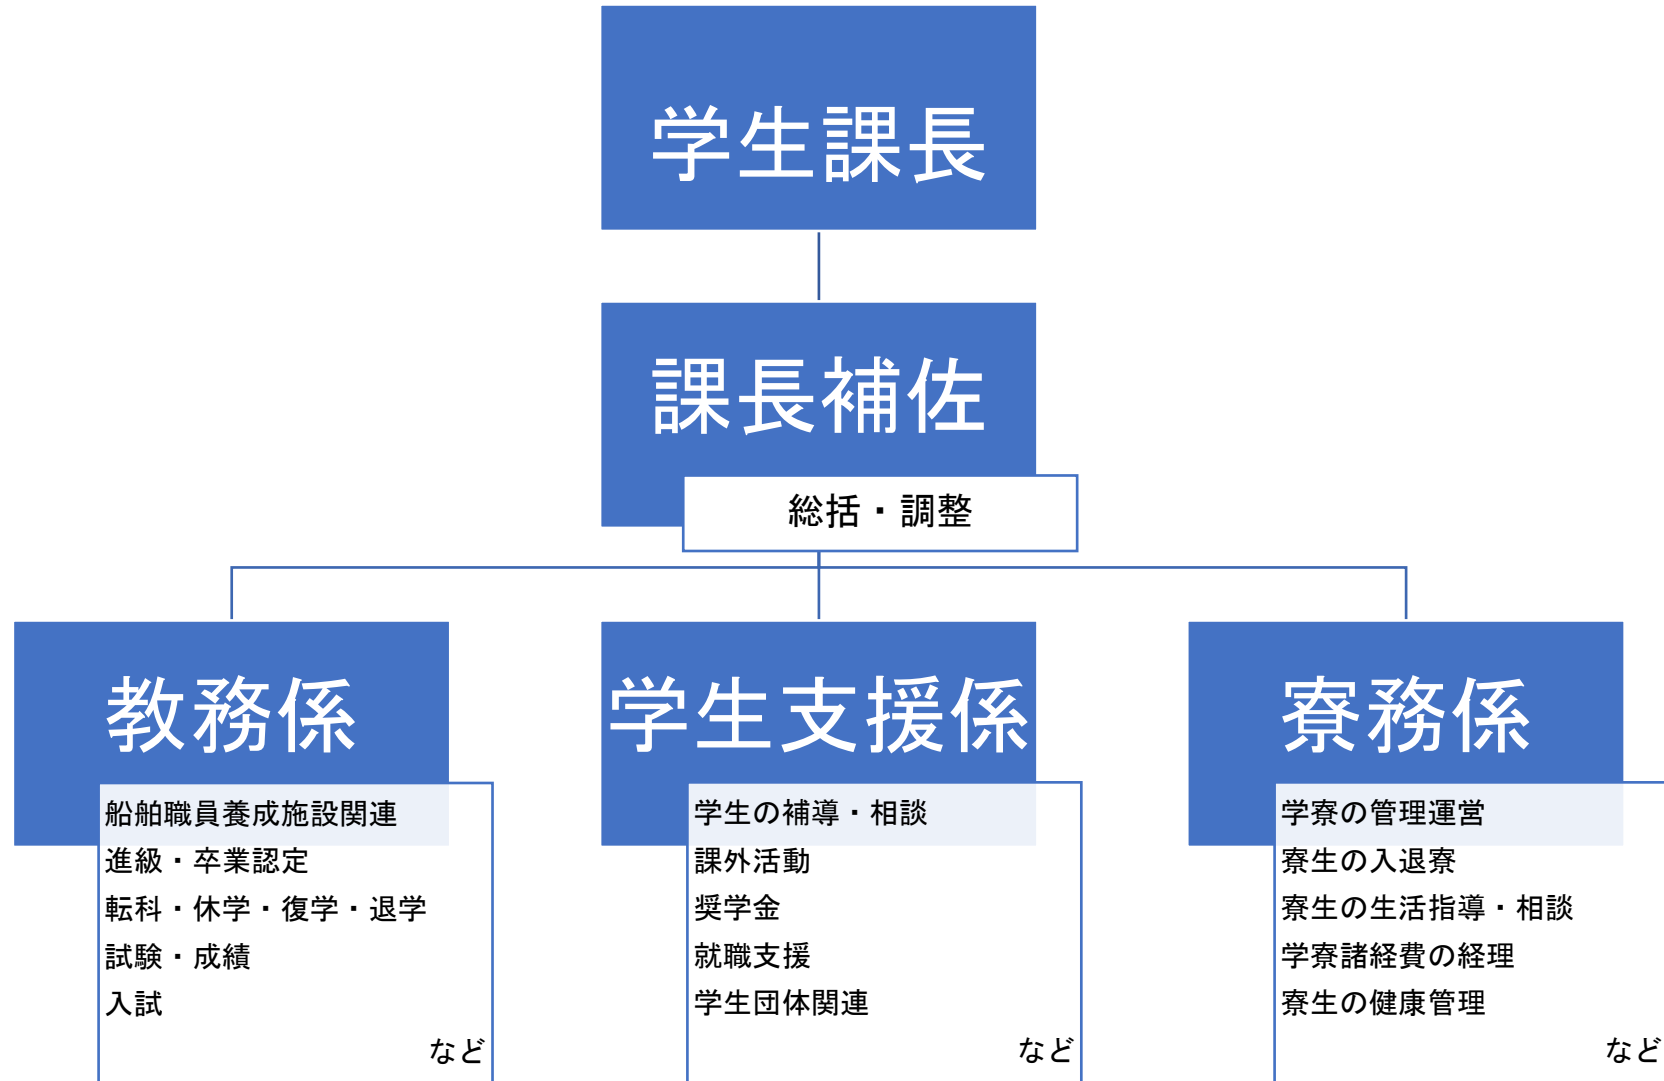 学生課長
課長補佐
総括・調整
教務係
船舶職員養成施設関連
進級・卒業認定
転科・休学・復学・退学
試験・成績
入試
など
学生支援係
学生の補導・相談
課外活動
奨学金
就職支援
学生団体関連
など
寮務係
学寮の管理運営
寮生の入退寮
寮生の生活指導・相談
学寮諸経費の経理
寮生の健康管理
など